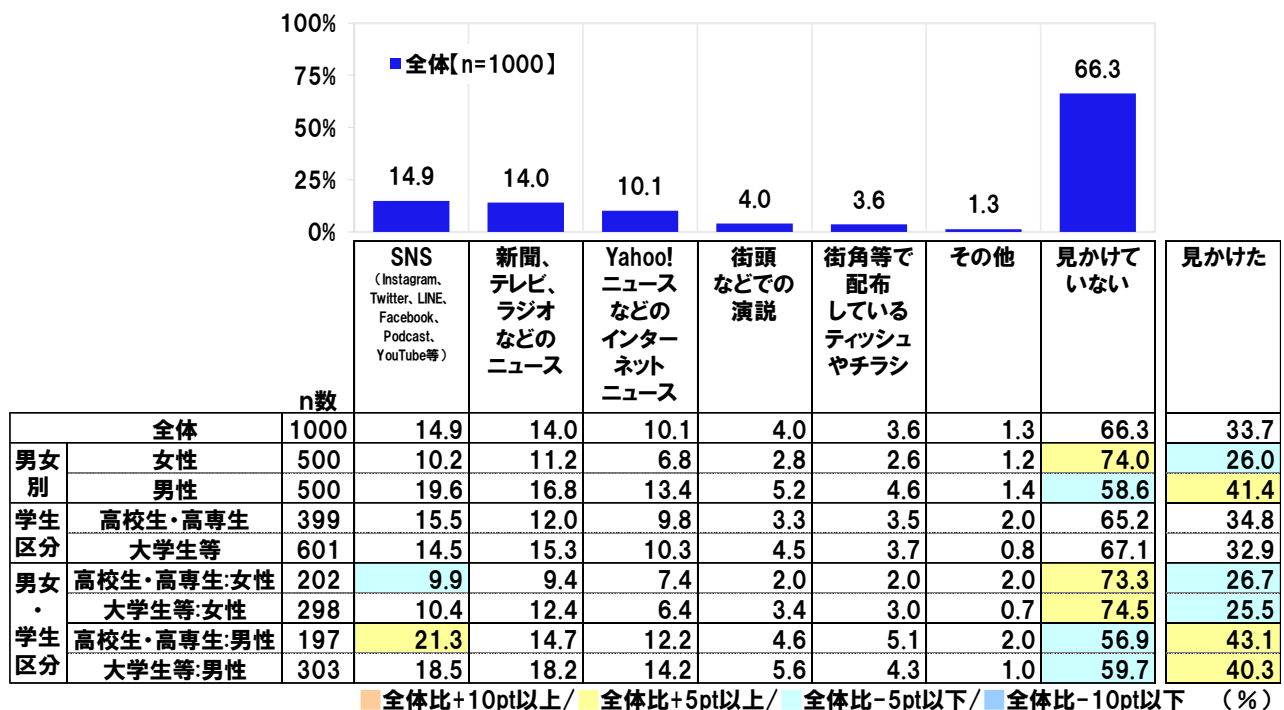 100%
75%
50%
25%
0%
■全体【n=1000】
14.9 14.0 10.1 4.0 3.6 1.3 66.3
n数 SNS（Instagram、Twitter、LINE、Facebook、Podcast、YouTube等） 新聞、テレビ、ラジオなどのニュース Yahoo!ニュースなどのインターネットニュース 街頭などでの演説 街角等で配布しているティッシュやチラシ その他 見かけていない 見かけた
全体 1000 14.9 14.0 10.1 4.0 3.6 1.3 66.3 33.7
男女別 女性 500 10.2 11.2 6.8 2.8 2.6 1.2 74.0 26.0
男性 500 19.6 16.8 13.4 5.2 4.6 1.4 58.6 41.4
学生区分 高校生・高専生 399 15.5 12.0 9.8 3.3 3.5 2.0 65.2 34.8
大学生等 601 14.5 15.3 10.3 4.5 3.7 0.8 67.1 32.9
男女・学生区分 高校生・高専生:女性 202 9.9 9.4 7.4 2.0 2.0 2.0 73.3 26.7
大学生等:女性 298 10.4 12.4 6.4 3.4 3.0 0.7 74.5 25.5
高校生・高専生:男性 197 21.3 14.7 12.2 4.6 5.1 2.0 56.9 43.1
大学生等:男性 303 18.5 18.2 14.2 5.6 4.3 1.0 59.7 40.3
■全体比+10pt以上/■全体比+5pt以上/■全体比-5pt以下/■全体比-10pt以下 （%）